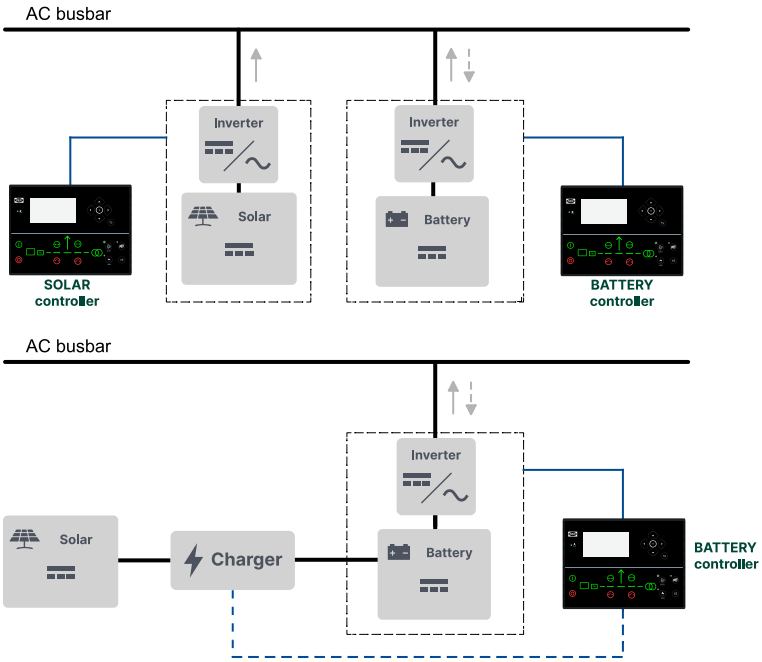 AC busbar
Inverter
Inverter
Solar
Battery
SOLAR
controller
BATTERY
controller
AC busbar
Inverter
Solar
Charger
Battery
BATTERY
controller